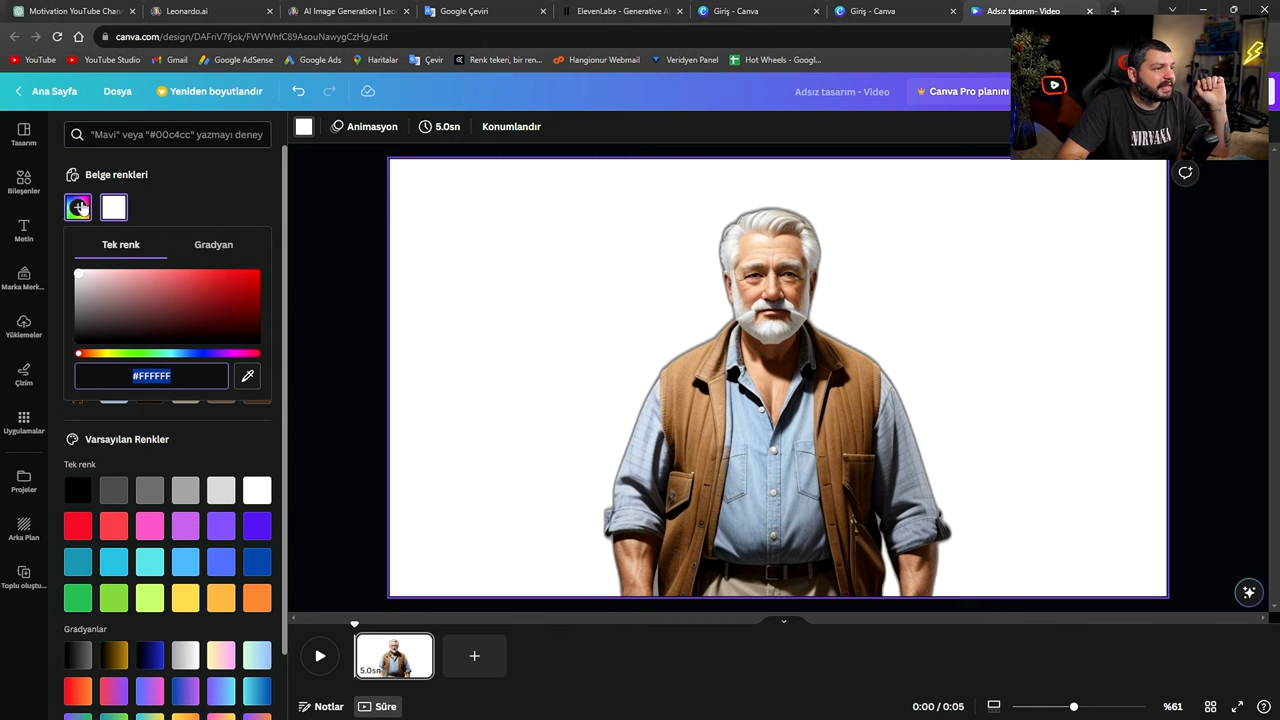 Motivation YouTube Chann
Leonardo.ai
AI Image Generation | Leo
Google Çeviri
ElevenLabs - Generative AI
Giriş - Canva
Giriş - Canva
Adsız tasarım - Video
canva.com/design/DAFriV7fjok/FWYWhfC89AsouNawygCzHg/edit
YouTube
YouTube Studio
Gmail
Google AdSense
Google Ads
Haritalar
Çevir
Renk tekeri, bir ren...
Hangionur Webmail
Veridyen Panel
Hot Wheels - Googl...
Ana Sayfa
Dosya
Yeniden boyutlandır
Adsız tasarım - Video
Canva Pro planını
NIRVANA
Tasarım
Bileşenler
Metin
Marka Merk...
Yüklemeler
Çizim
Uygulamalar
Projeler
Arka Plan
Toplu oluştu...
"Mavi" veya "#00c4cc" yazmayı deney
Animasyon
5.0sn
Konumlandır
Belge renkleri
Tek renk
Gradyan
#FFFFFF
Varsayılan Renkler
Tek renk
Gradyanlar
5.0sn
Notlar
Süre
0:00 / 0:05
%61